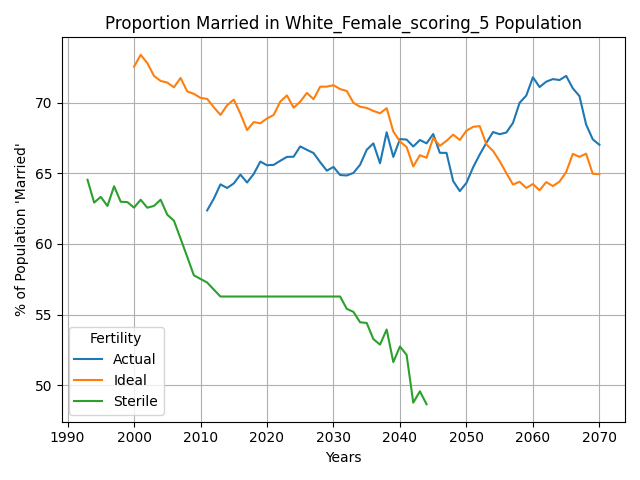 Proportion Married in White_Female_scoring_5 Population
% of Population 'Married'
70
65
60
55
50
Fertility
Actual
Ideal
Sterile
1990 2000 2010 2020 2030 2040 2050 2060 2070
Years